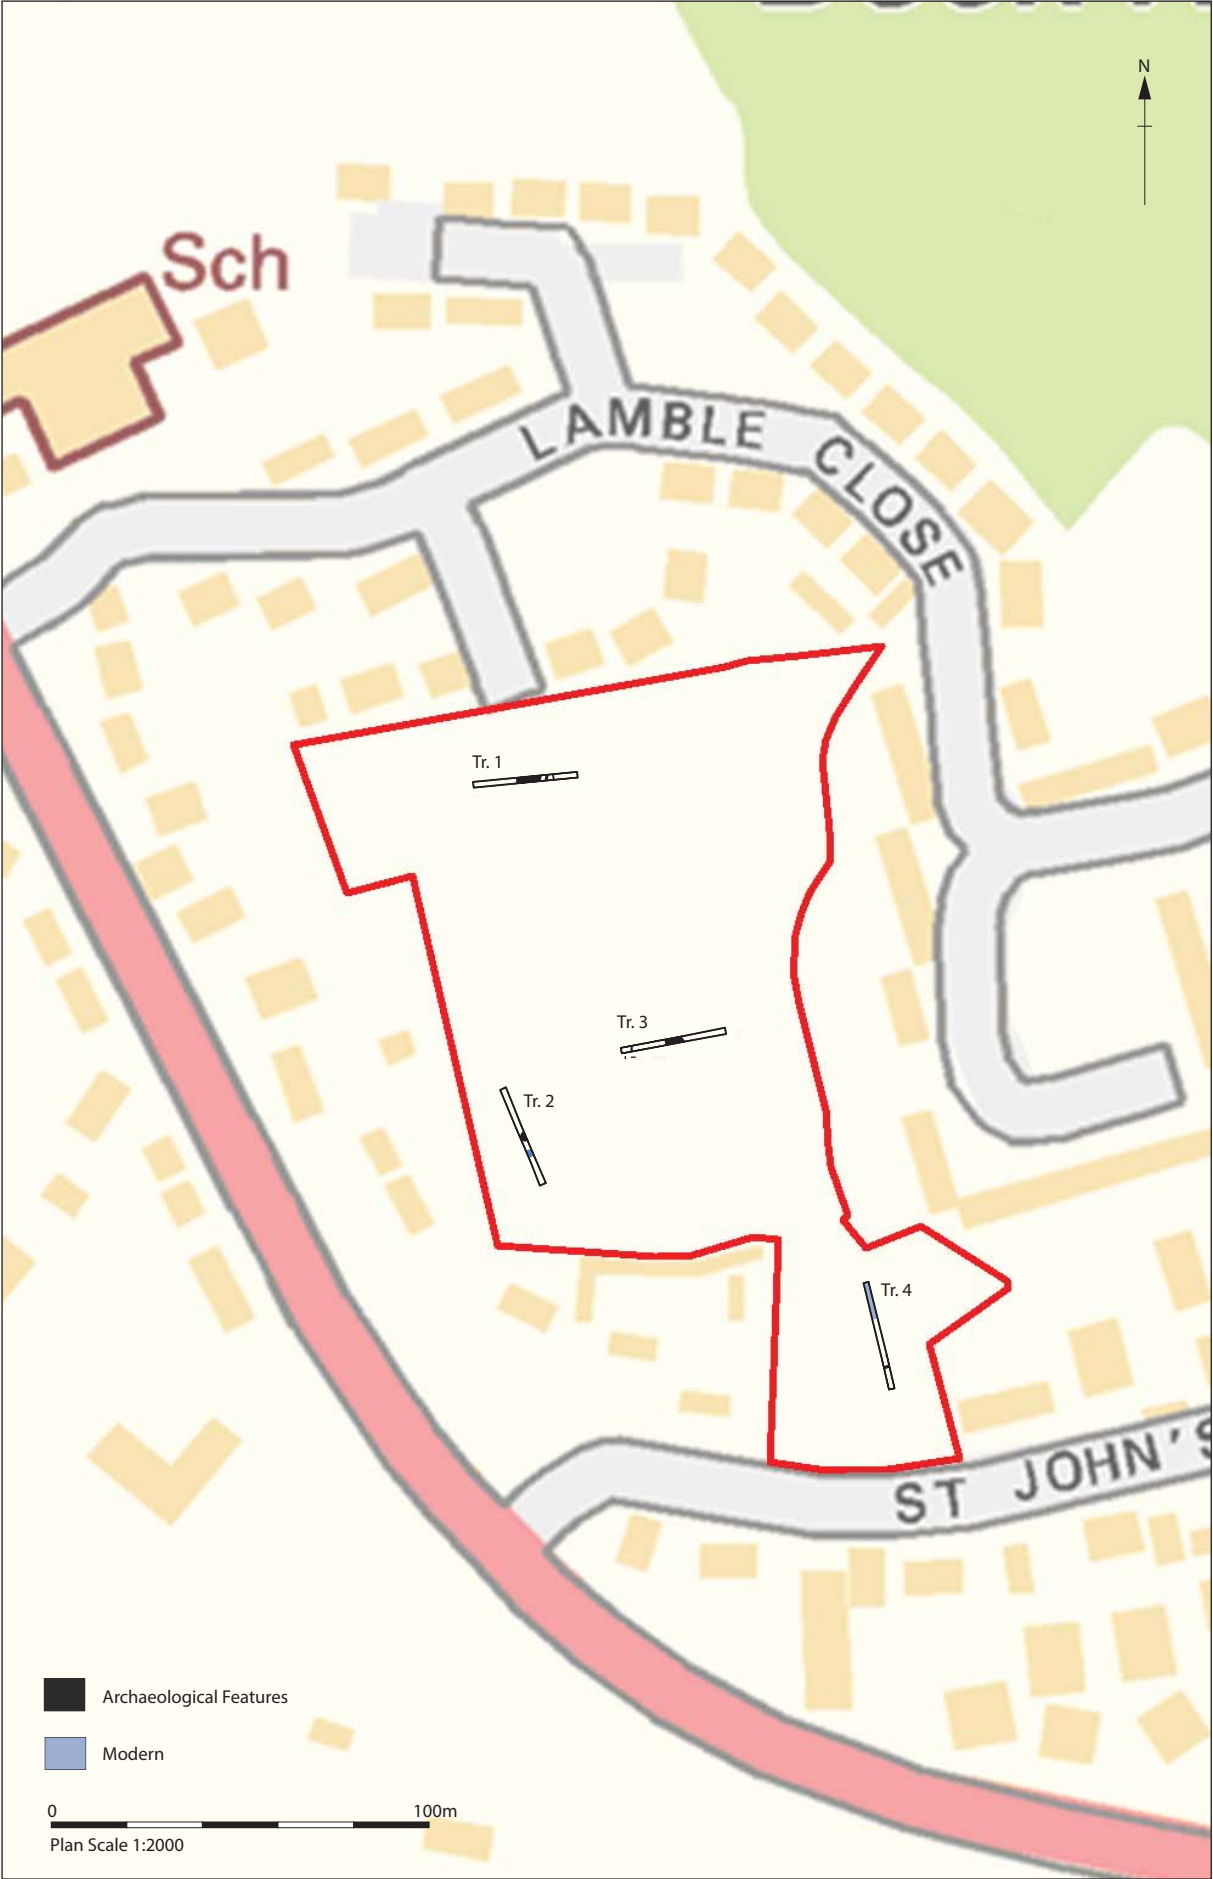 N
Sch
LAMBLE CLOSE
Tr. 1
Tr. 3
Tr. 2
Tr. 4
ST JOHN'S
Archaeological Features
Modern
0 100m
Plan Scale 1:2000